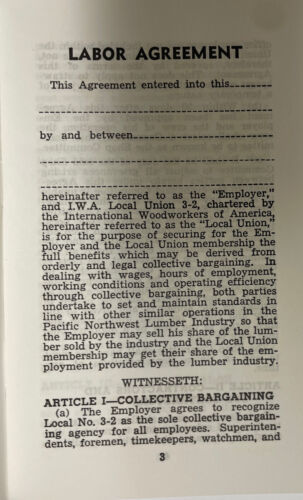 LABOR AGREEMENT
This Agreement entered into this
by and between
hereinafter referred to as the "Employer,"
and I.W.A. Local Union 3-2, chartered by
the International Woodworkers of America,
hereinafter referred to as the "Local Union,"
is for the purpose of securing for the Em-
ployer and the Local Union membership the
full benefits which may be derived from
orderly and legal collective bargaining. In
dealing with wages, hours of employment,
working conditions and operating efficiency
through collective bargaining, both parties
undertake to set and maintain standards in
line with other similar operations in the
Pacific Northwest Lumber Industry so that
the Employer may sell his share of the lum-
ber sold by the industry and the Local Union
membership may get their share of the em-
ployment provided by the lumber industry.
WITNESSETH:
ARTICLE I—COLLECTIVE BARGAINING
(a) The Employer agrees to recognize
Local No. 3-2 as the sole collective bargain-
ing agency for all employees. Superinten-
dents, foremen, timekeepers, watchmen, and
3